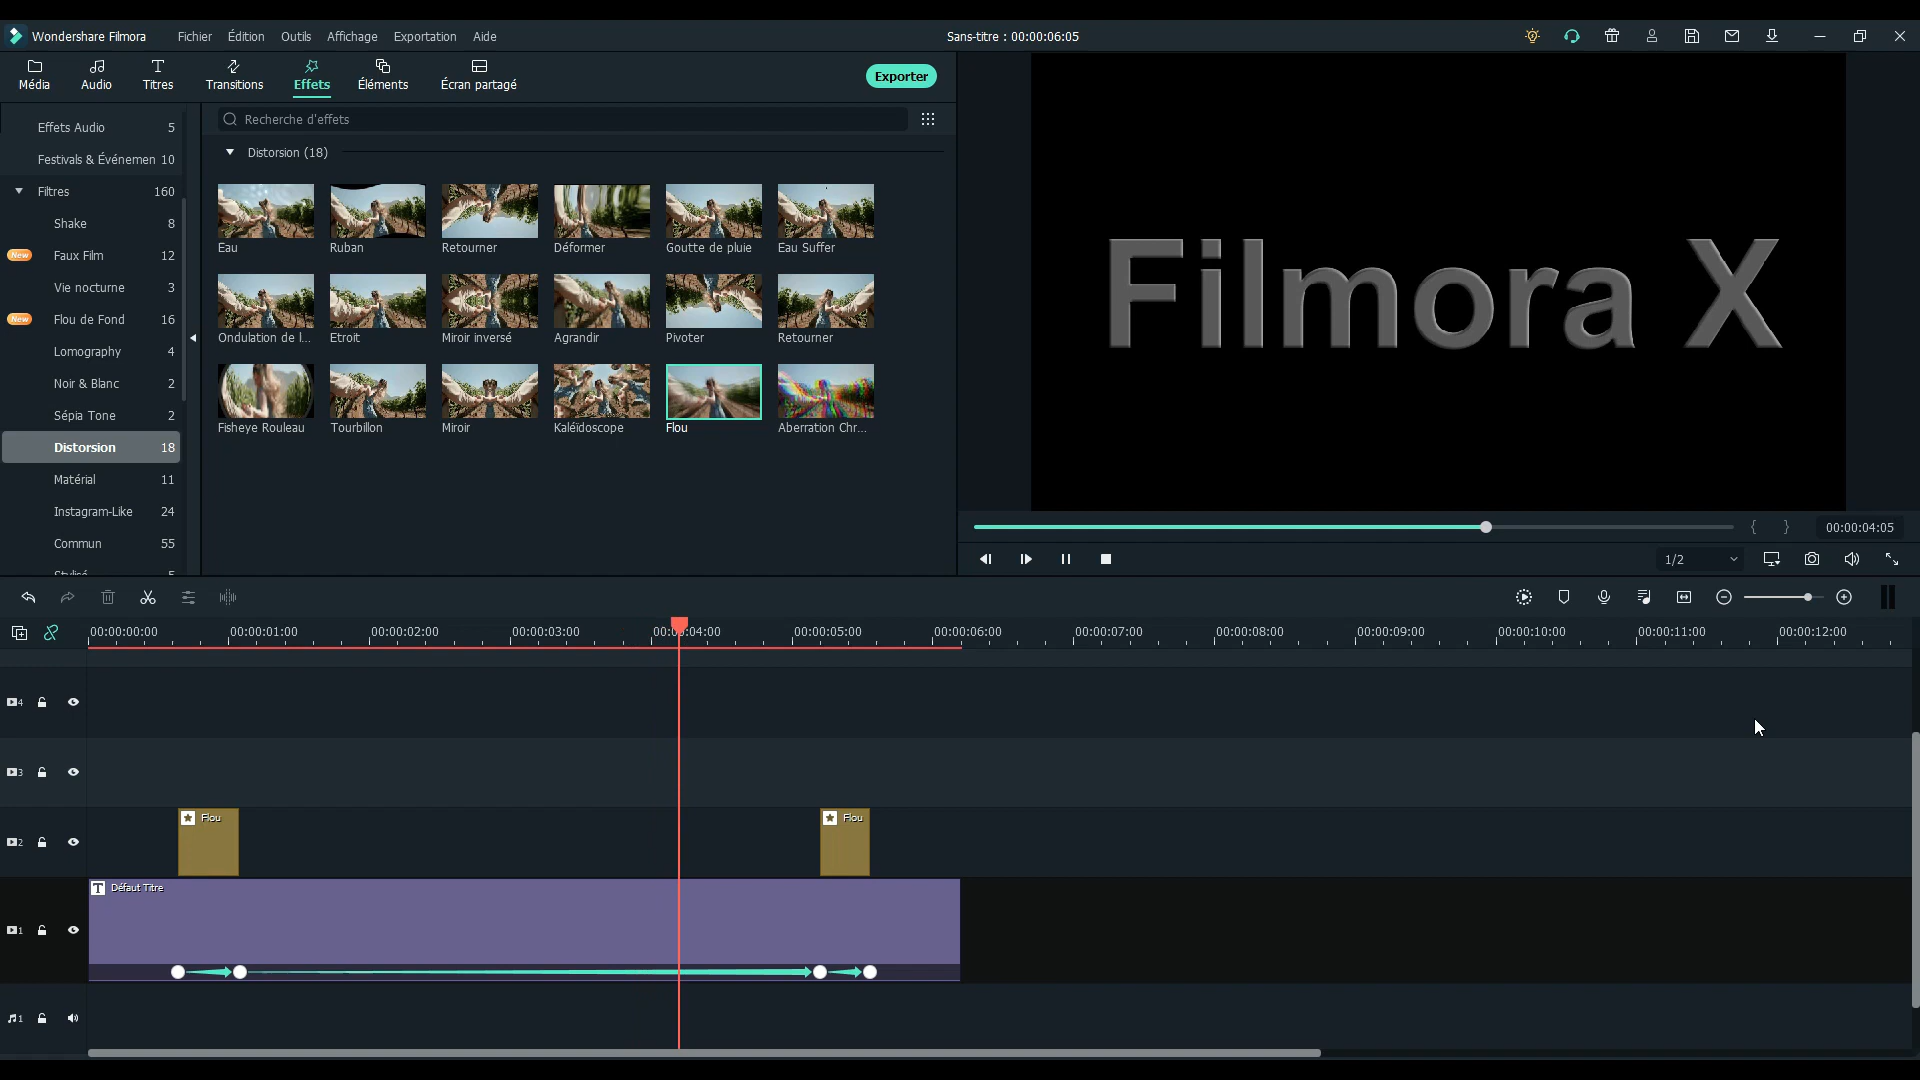 Wondershare Filmora
Fichier
Édition
Outils
Affichage
Exportation
Aide
Sans-titre : 00:00:06:05
Média
Audio
Titres
Transitions
Effets
Éléments
Écran partagé
Exporter
Effets Audio 5
Festivals & Événemen 10
Filtres 160
Shake 8
New Faux Film 12
Vie nocturne 3
New Flou de Fond 16
Lomography 4
Noir & Blanc 2
Sépia Tone 2
Distorsion 18
Matérial 11
Instagram-Like 24
Commun 55
Recherche d'effets
Distorsion (18)
Eau
Ruban
Retourner
Déformer
Goutte de pluie
Eau Suffer
Ondulation de l...
Etroit
Miroir inversé
Agrandir
Pivoter
Retourner
Fisheye Rouleau
Tourbillon
Miroir
Kaléïdoscope
Flou
Aberration Chr...
Filmora X
{ }
00:00:04:05
1/2
00:00:00:00
00:00:01:00
00:00:02:00
00:00:03:00
00:00:04:00
00:00:05:00
00:00:06:00
00:00:07:00
00:00:08:00
00:00:09:00
00:00:10:00
00:00:11:00
00:00:12:00
4
3
2
Flou
Flou
1
T Défaut Titre
1